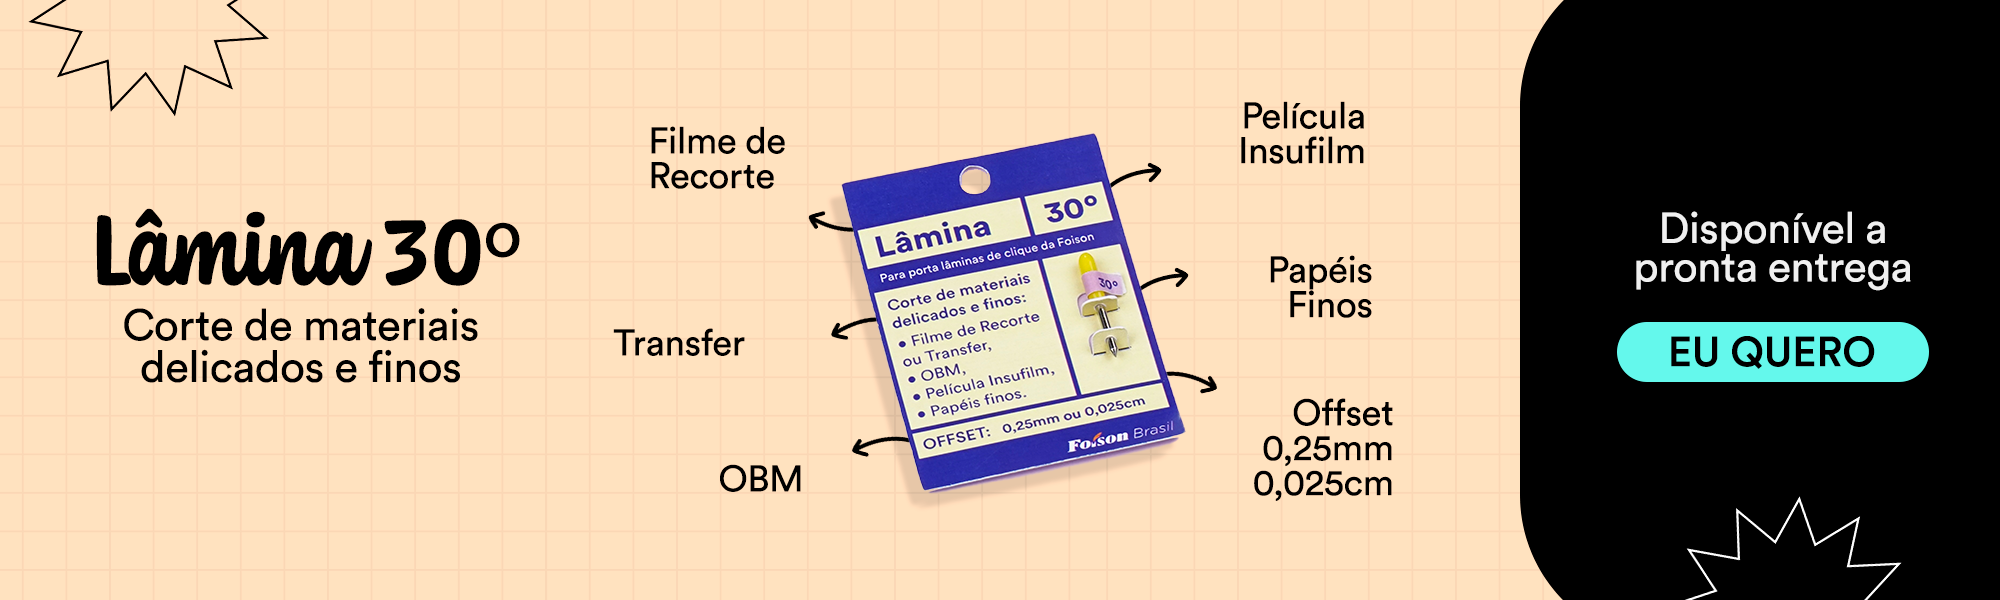 Lâmina 30º
Corte de materiais
delicados e finos
Filme de
Recorte
Transfer
OBM
Lâmina
30º
Para porta lâminas de clique da Foison
Corte de materiais
delicados e finos:
• Filme de Recorte
ou Transfer,
• OBM,
• Película Insufilm,
• Papéis finos.
30º
OFFSET: 0,25mm ou 0,025cm
Foison Brasil
Película
Insufilm
Papéis
Finos
Offset
0,25mm
0,025cm
Disponível a
pronta entrega
EU QUERO